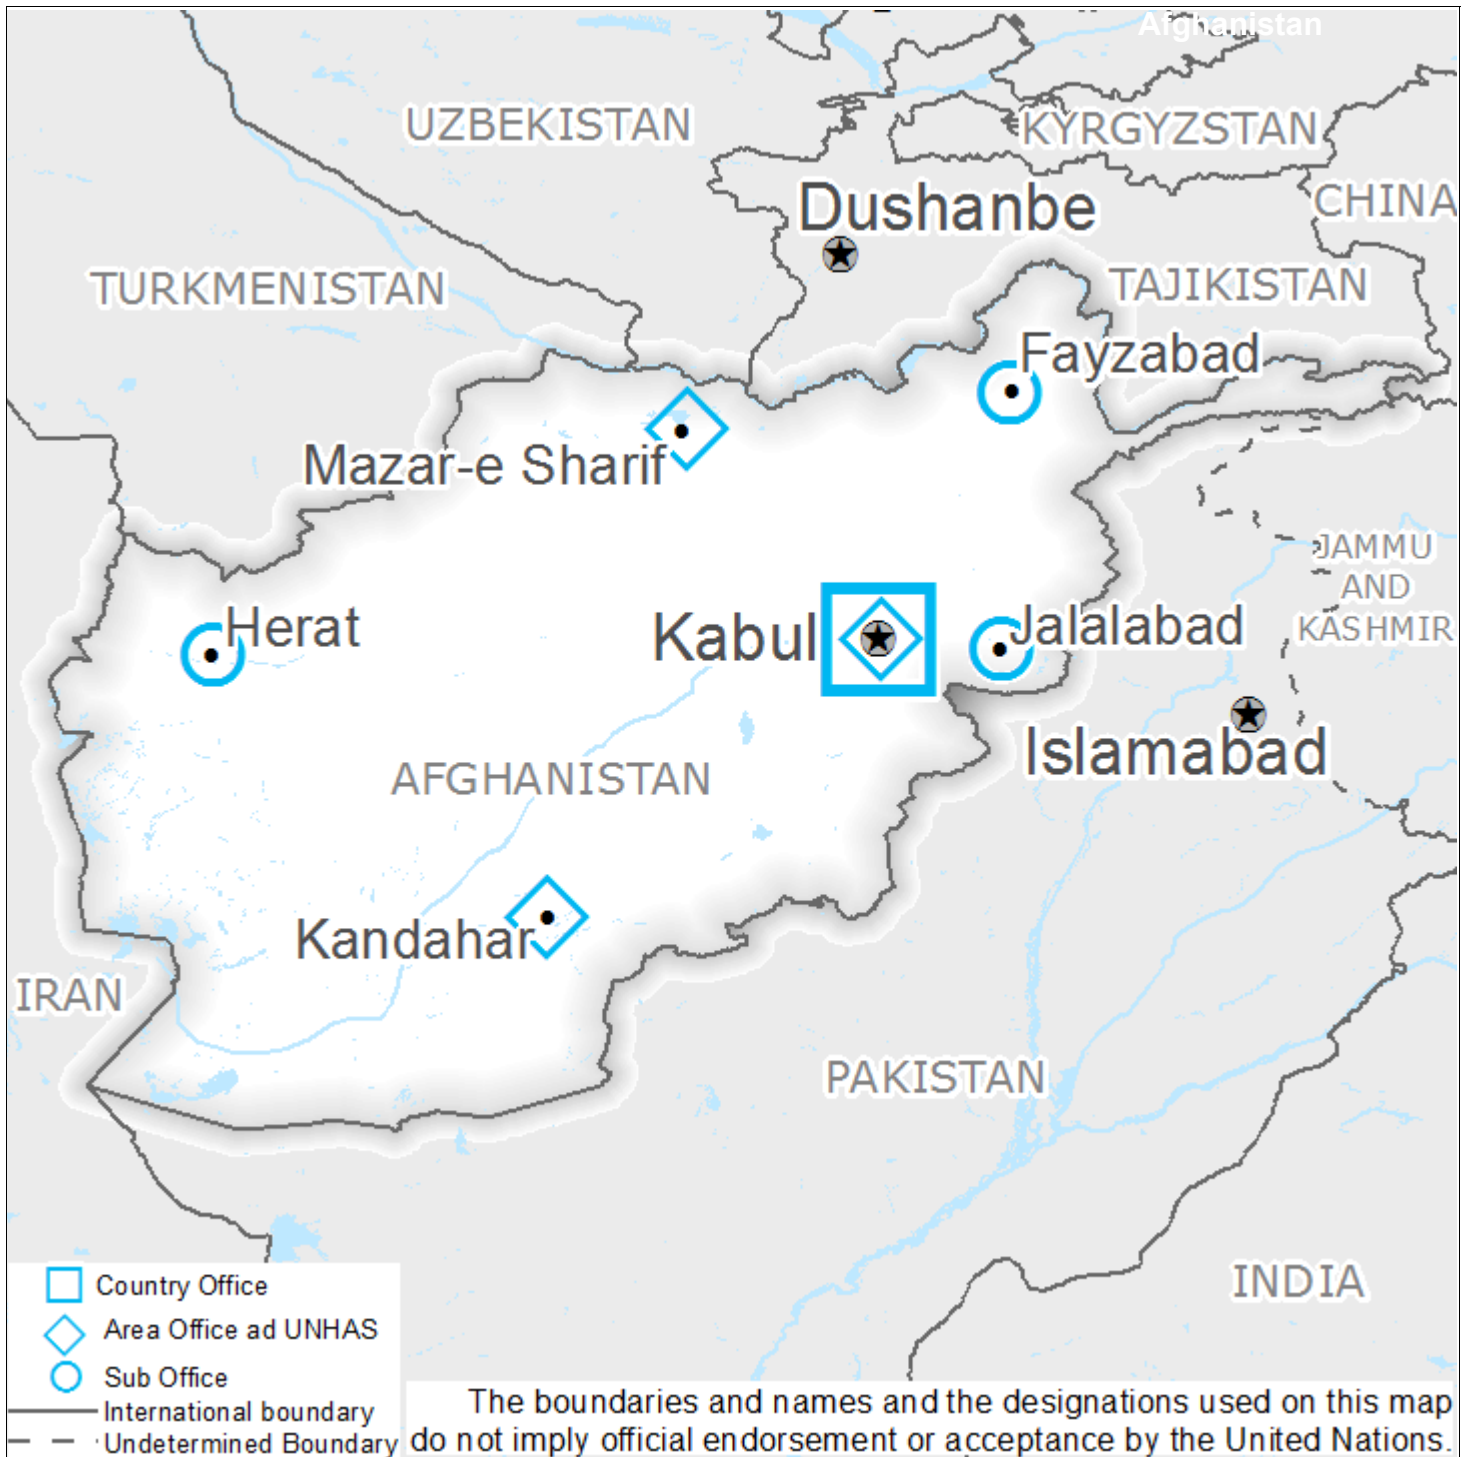 Afghanistan
UZBEKISTAN
KYRGYZSTAN
Dushanbe
CHINA
TURKMENISTAN
TAJIKISTAN
Fayzabad
Mazar-e Sharif
JAMMU
AND
KASHMIR
Herat
Kabul
Jalalabad
Islamabad
AFGHANISTAN
Kandahar
IRAN
PAKISTAN
INDIA
Country Office
Area Office ad UNHAS
Sub Office
International boundary
Undetermined Boundary
The boundaries and names and the designations used on this map
do not imply official endorsement or acceptance by the United Nations.